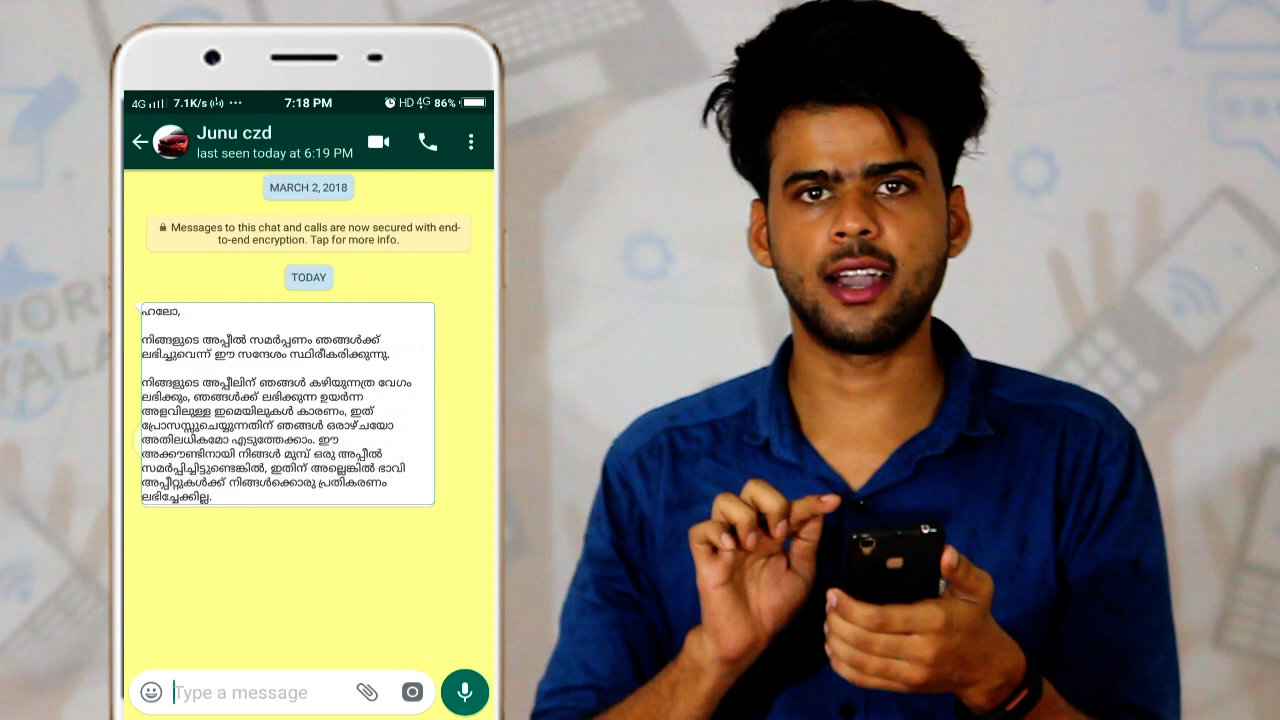 4G 7.1K/s ... 7:18 PM HD 4G 86%
Junu czd
last seen today at 6:19 PM
MARCH 2, 2018
Messages to this chat and calls are now secured with end-
to-end encryption. Tap for more info.
TODAY
ഹലോ,
നിങ്ങളുടെ അപ്പീൽ സമർപ്പണം ഞങ്ങൾക്ക്
ലഭിച്ചുവെന്ന് ഈ സന്ദേശം സ്ഥിരീകരിക്കുന്നു.
നിങ്ങളുടെ അപ്പീലിന് ഞങ്ങൾ കഴിയുന്നത്ര വേഗം
ലഭിക്കും, ഞങ്ങൾക്ക് ലഭിക്കുന്ന ഉയർന്ന
അളവിലുള്ള ഇമെയിലുകൾ കാരണം, ഇത്
പ്രോസസ്സുചെയ്യുന്നതിന് ഞങ്ങൾ ഒരാഴ്ചയോ
അതിലധികമോ എടുത്തേക്കാം. ഈ
അക്കൗണ്ടിനായി നിങ്ങൾ മുമ്പ് ഒരു അപ്പീൽ
സമർപ്പിച്ചിട്ടുണ്ടെങ്കിൽ, ഇതിന് അല്ലെങ്കിൽ ഭാവി
അപ്പീറ്റുകൾക്ക് നിങ്ങൾക്കൊരു പ്രതികരണം
ലഭിച്ചേക്കില്ല.
Type a message